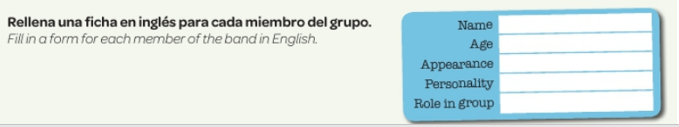 Rellena una ficha en inglés para cada miembro del grupo.
Fill in a form for each member of the band in English.
Name
Age
Appearance
Personality
Role in group